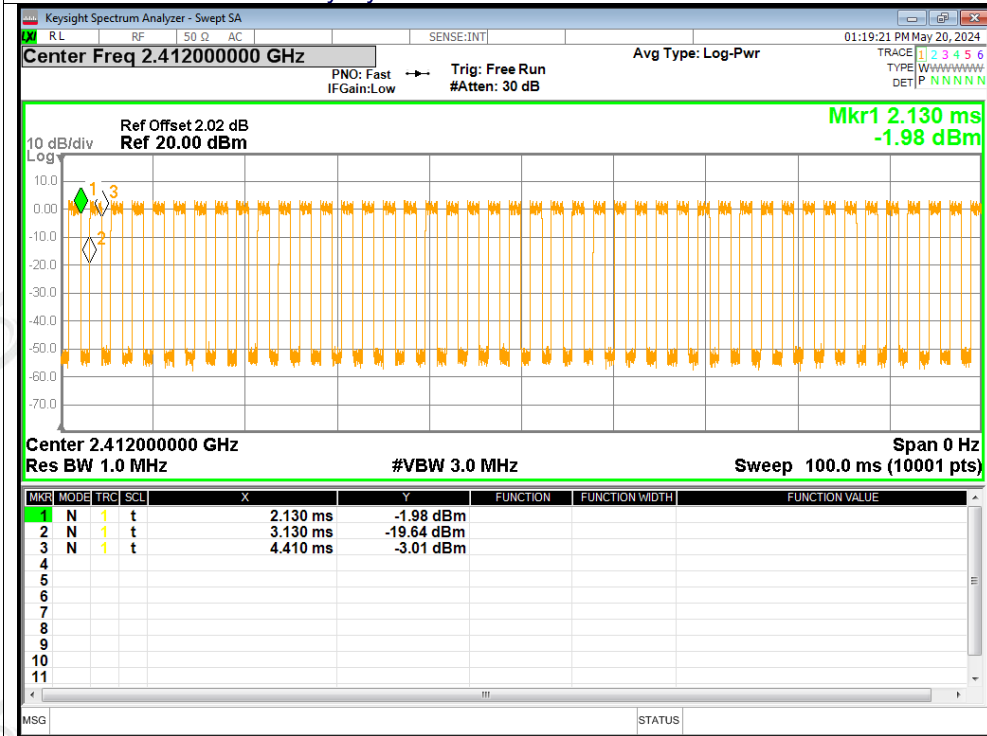 Keysight Spectrum Analyzer - Swept SA
LXI RL RF 50 Ω AC SENSE:INT 01:19:21 PM May 20, 2024
Center Freq 2.412000000 GHz Avg Type: Log-Pwr TRACE 1 2 3 4 5 6
PNO: Fast Trig: Free Run TYPE WWWWWW
IFGain:Low #Atten: 30 dB DET P N N N N N
Mkr1 2.130 ms
Ref Offset 2.02 dB
10 dB/div Ref 20.00 dBm -1.98 dBm
Log
10.0
1 3
0.00
-10.0
2
-20.0
-30.0
-40.0
-50.0
-60.0
-70.0
Center 2.412000000 GHz Span 0 Hz
Res BW 1.0 MHz #VBW 3.0 MHz Sweep 100.0 ms (10001 pts)
MKR MODE TRC SCL X Y FUNCTION FUNCTION WIDTH FUNCTION VALUE
1 N 1 t 2.130 ms -1.98 dBm
2 N 1 t 3.130 ms -19.64 dBm
3 N 1 t 4.410 ms -3.01 dBm
4
5
6
7
8
9
10
11
MSG STATUS